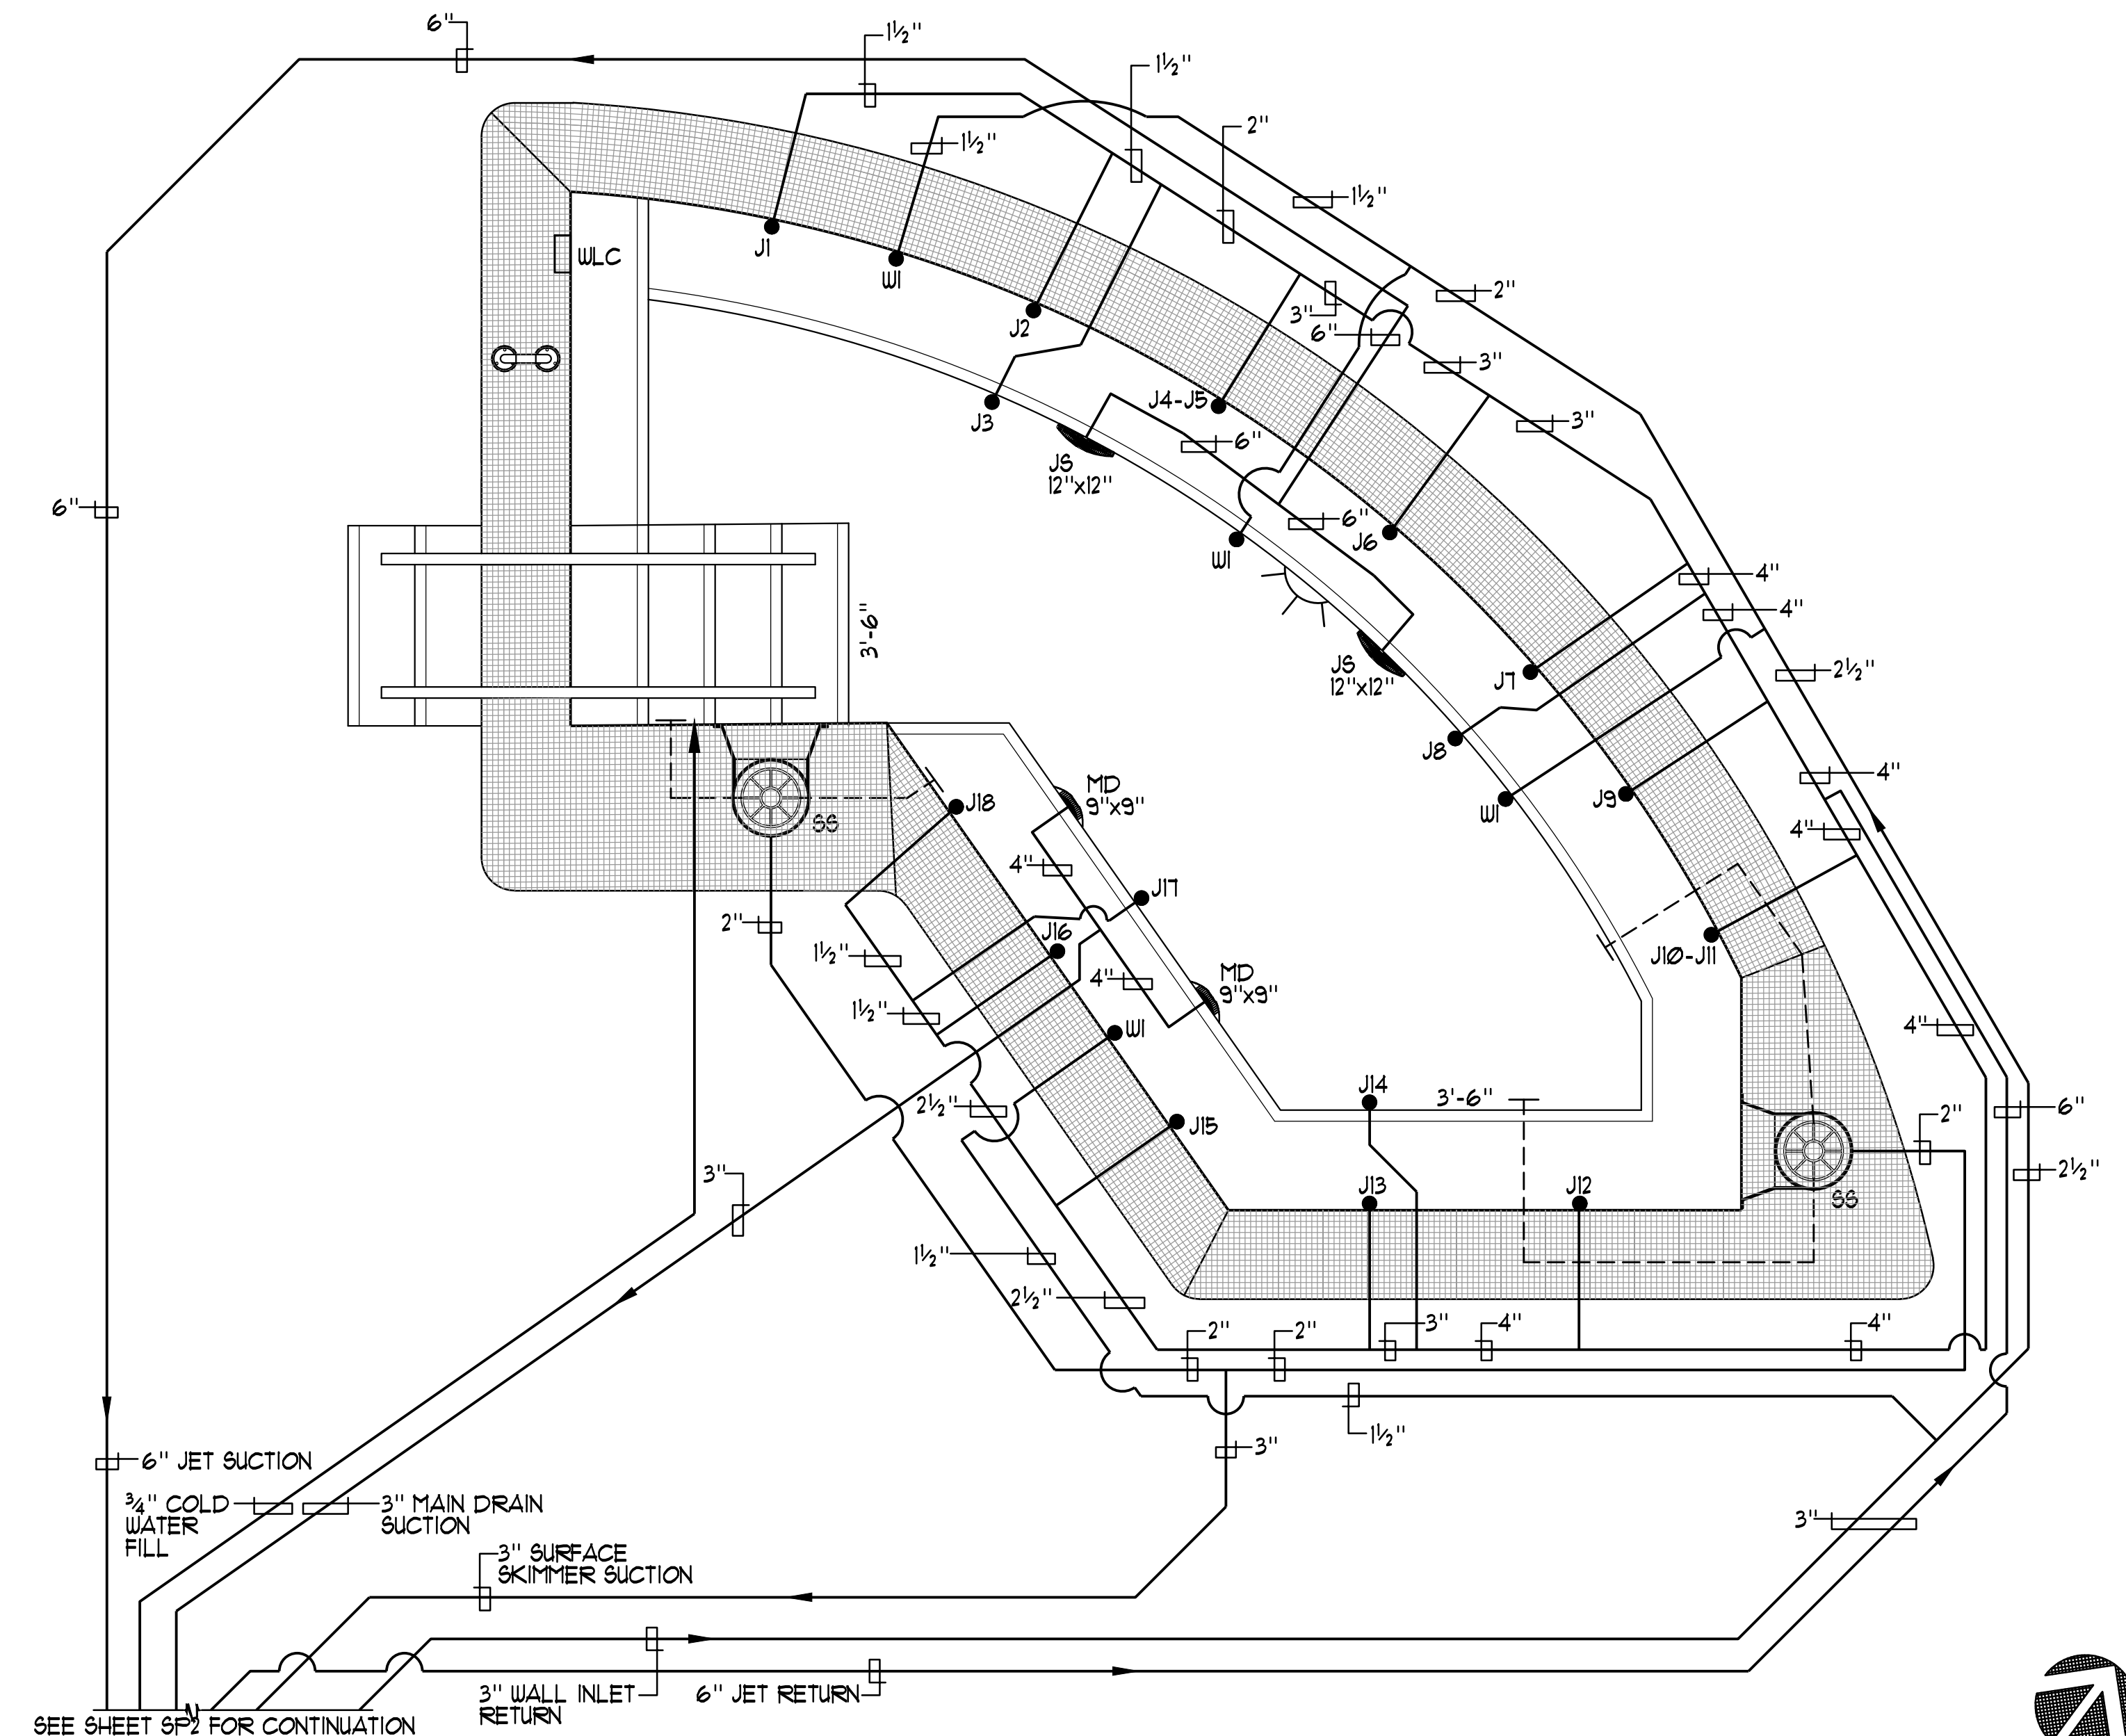 6"
1½"
1½"
2"
1½"
1½"
WLC
J1
WI
2"
J2
3"
6"
3"
J3
J4-J5
3"
6"
JS
12"x12"
6"
6"
J6
WI
4"
4"
3'-6"
JS
12"x12"
J7
2½"
J8
4"
MD
9"x9"
J18
SS
WI
J9
4"
4"
J17
2"
1½"
J16
J10-J11
MD
9"x9"
4"
1½"
4"
WI
J14
3'-6"
2½"
J15
2"
6"
3"
J13
J12
SS
2½"
1½"
2½"
2"
2"
3"
4"
4"
3"
1½"
6" JET SUCTION
¾" COLD
WATER
FILL
3" MAIN DRAIN
SUCTION
3"
3" SURFACE
SKIMMER SUCTION
3" WALL INLET
RETURN
6" JET RETURN
SEE SHEET SP2 FOR CONTINUATION